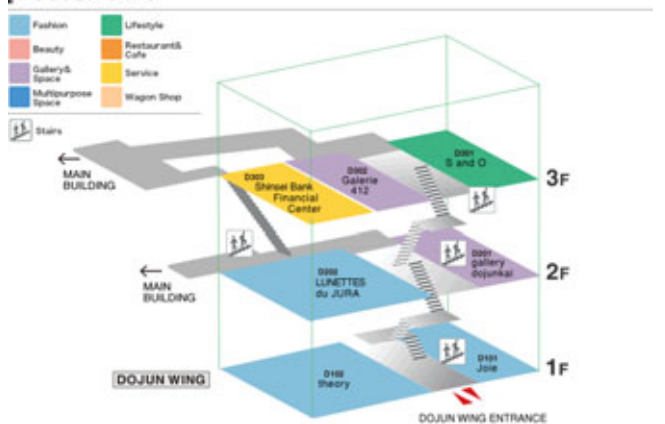 Fashion
Lifestyle
Beauty
Restaurant&
Cafe
Gallery&
Space
Service
Multipurpose
Space
Wagon Shop
Stairs
MAIN
BUILDING
D303
Shinsei Bank
Financial
Center
D302
Galerie
412
D301
S and O
3F
MAIN
BUILDING
LUNETTES
du JURA
D201
gallery
dojunkai
2F
DOJUN WING
theory
D101
Joie
1F
DOJUN WING ENTRANCE